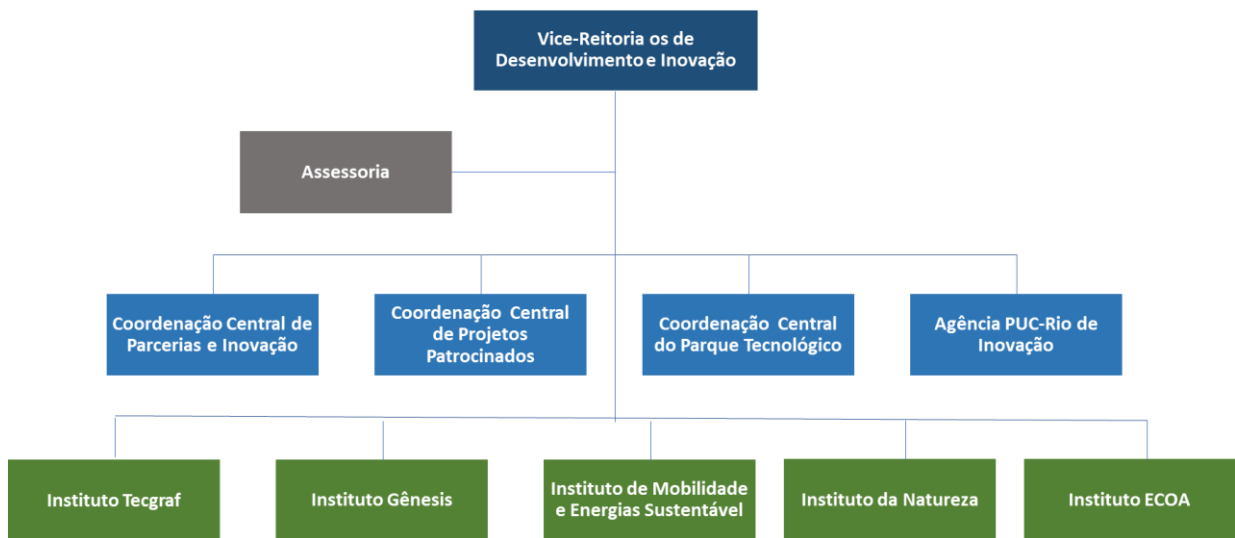 Vice-Reitoria os de
Desenvolvimento e Inovação
Assessoria
Coordenação Central de
Parcerias e Inovação
Coordenação Central
de Projetos
Patrocinados
Coordenação Central
do Parque Tecnológico
Agência PUC-Rio de
Inovação
Instituto Tecgraf
Instituto Gênesis
Instituto de Mobilidade
e Energias Sustentável
Instituto da Natureza
Instituto ECOA